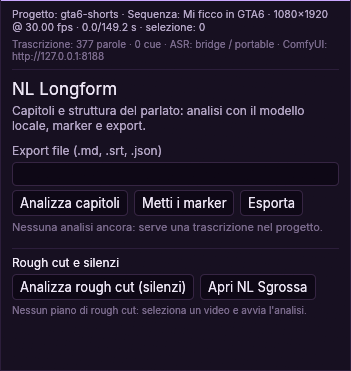 Progetto: gta6-shorts · Sequenza: Mi ficco in GTA6 · 1080×1920
@ 30.00 fps · 0.0/149.2 s · selezione: 0
Trascrizione: 377 parole · 0 cue · ASR: bridge / portable · ComfyUI:
http://127.0.0.1:8188
NL Longform
Capitoli e struttura del parlato: analisi con il modello
locale, marker e export.
Export file (.md, .srt, .json)
Analizza capitoli Metti i marker Esporta
Nessuna analisi ancora: serve una trascrizione nel progetto.
Rough cut e silenzi
Analizza rough cut (silenzi) Apri NL Sgrossa
Nessun piano di rough cut: seleziona un video e avvia l'analisi.